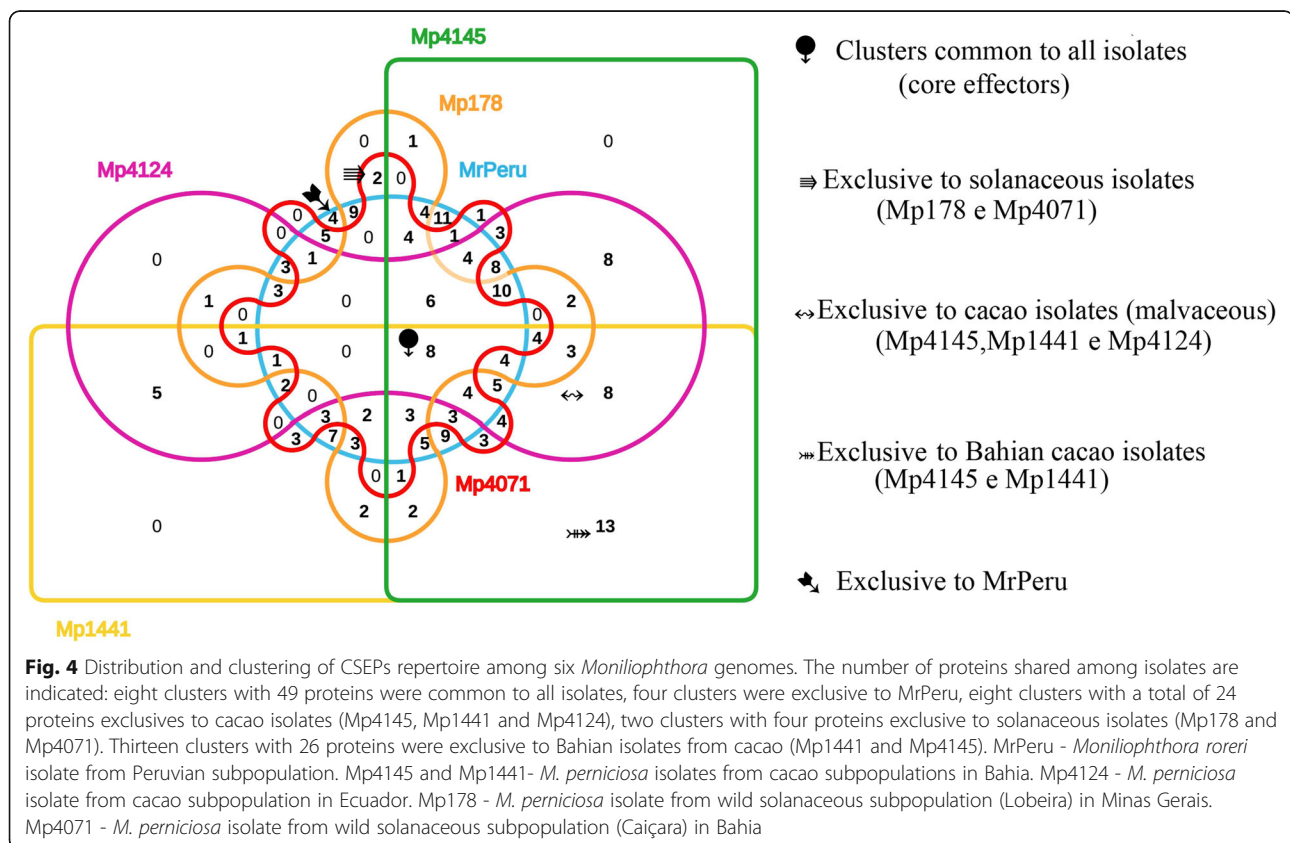 Mp4145
Mp178
MrPeru
Mp4124
0 1 0
2 0
0 4 9 4 11 1
0 5 0 4 1 3
3 1 4 8
0 8
3 0 6 10
1 0 0 2
1 0 8 4
0 3
1 4
5 2 0 4 5 8
0 3 2 3 3 4
3 7 3 5 9 3
0 1
2 2
0 13
Mp4071
Mp1441
Clusters common to all isolates
(core effectors)
Exclusive to solanaceous isolates
(Mp178 e Mp4071)
Exclusive to cacao isolates (malvaceous)
(Mp4145,Mp1441 e Mp4124)
Exclusive to Bahian cacao isolates
(Mp4145 e Mp1441)
Exclusive to MrPeru
Fig. 4 Distribution and clustering of CSEPs repertoire among six Moniliophthora genomes. The number of proteins shared among isolates are
indicated: eight clusters with 49 proteins were common to all isolates, four clusters were exclusive to MrPeru, eight clusters with a total of 24
proteins exclusives to cacao isolates (Mp4145, Mp1441 and Mp4124), two clusters with four proteins exclusive to solanaceous isolates (Mp178 and
Mp4071). Thirteen clusters with 26 proteins were exclusive to Bahian isolates from cacao (Mp1441 and Mp4145). MrPeru - Moniliophthora roreri
isolate from Peruvian subpopulation. Mp4145 and Mp1441- M. perniciosa isolates from cacao subpopulations in Bahia. Mp4124 - M. perniciosa
isolate from cacao subpopulation in Ecuador. Mp178 - M. perniciosa isolate from wild solanaceous subpopulation (Lobeira) in Minas Gerais.
Mp4071 - M. perniciosa isolate from wild solanaceous subpopulation (Caiçara) in Bahia